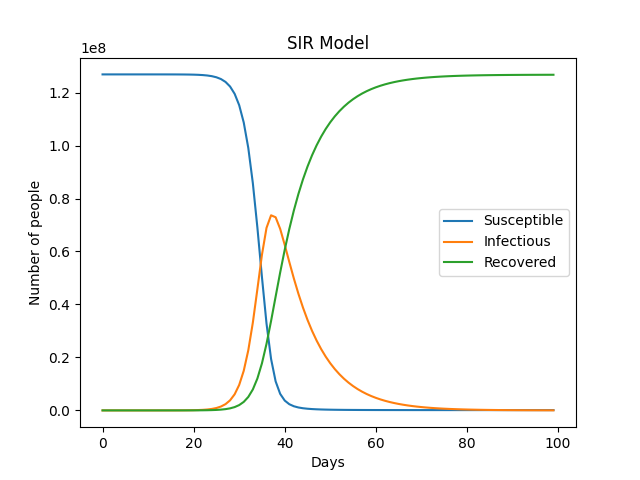 SIR Model
1e8
1.2
1.0
0.8
0.6
0.4
0.2
0.0
Number of people
Susceptible
Infectious
Recovered
0 20 40 60 80 100
Days